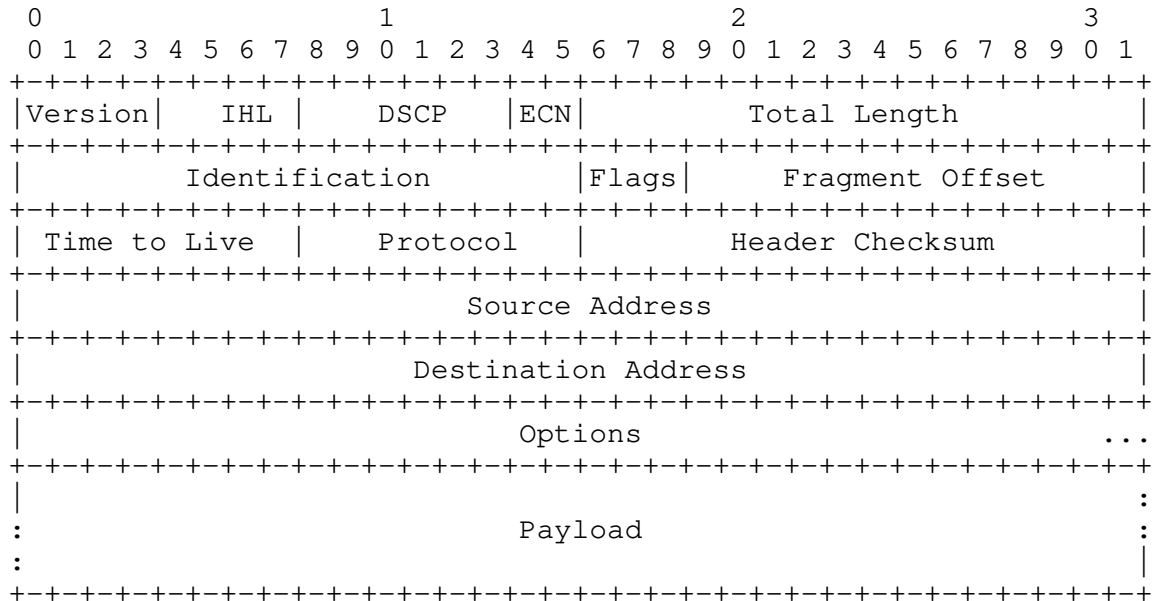 0                   1                   2                   3
 0 1 2 3 4 5 6 7 8 9 0 1 2 3 4 5 6 7 8 9 0 1 2 3 4 5 6 7 8 9 0 1
+-+-+-+-+-+-+-+-+-+-+-+-+-+-+-+-+-+-+-+-+-+-+-+-+-+-+-+-+-+-+-+-+
|Version|   IHL |    DSCP   |ECN|         Total Length          |
+-+-+-+-+-+-+-+-+-+-+-+-+-+-+-+-+-+-+-+-+-+-+-+-+-+-+-+-+-+-+-+-+
|         Identification        |Flags|     Fragment Offset     |
+-+-+-+-+-+-+-+-+-+-+-+-+-+-+-+-+-+-+-+-+-+-+-+-+-+-+-+-+-+-+-+-+
| Time to Live  |    Protocol   |        Header Checksum        |
+-+-+-+-+-+-+-+-+-+-+-+-+-+-+-+-+-+-+-+-+-+-+-+-+-+-+-+-+-+-+-+-+
|                         Source Address                        |
+-+-+-+-+-+-+-+-+-+-+-+-+-+-+-+-+-+-+-+-+-+-+-+-+-+-+-+-+-+-+-+-+
|                      Destination Address                      |
+-+-+-+-+-+-+-+-+-+-+-+-+-+-+-+-+-+-+-+-+-+-+-+-+-+-+-+-+-+-+-+-+
|                            Options                          ...
+-+-+-+-+-+-+-+-+-+-+-+-+-+-+-+-+-+-+-+-+-+-+-+-+-+-+-+-+-+-+-+-+
|                                                               :
:                            Payload                            :
:                                                               |
+-+-+-+-+-+-+-+-+-+-+-+-+-+-+-+-+-+-+-+-+-+-+-+-+-+-+-+-+-+-+-+-+